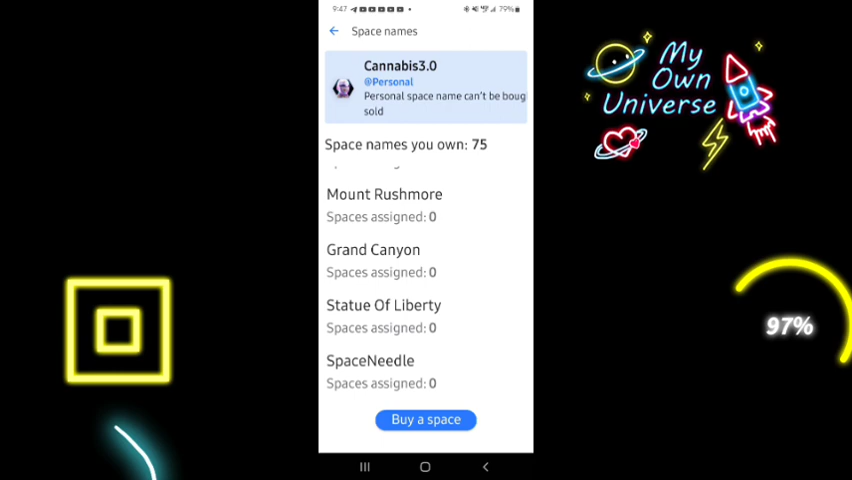 9:47
79%
Space names
Cannabis3.0
@Personal
Personal space name can't be boug
sold
Space names you own: 75
Mount Rushmore
Spaces assigned: 0
Grand Canyon
Spaces assigned: 0
Statue Of Liberty
Spaces assigned: 0
SpaceNeedle
Spaces assigned: 0
Buy a space
My
Own
Universe
97%